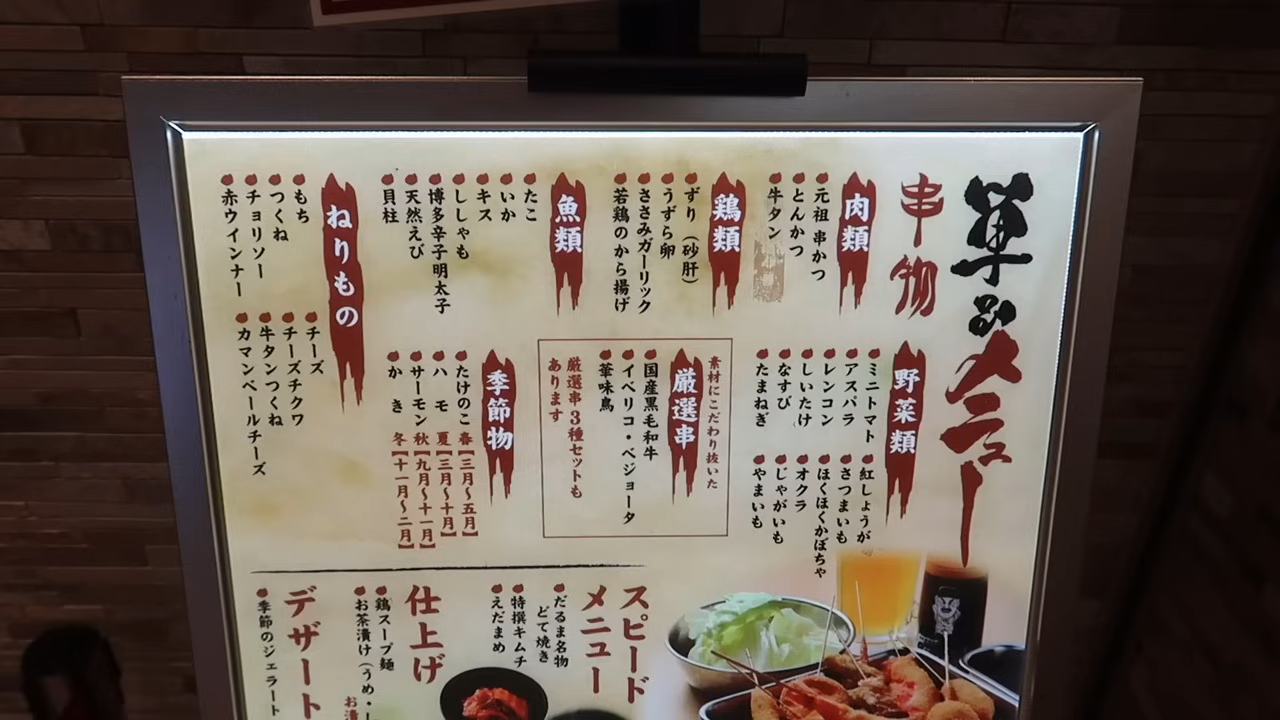 単品メニュー
串物
肉類
元祖 串かつ
とんかつ
牛タン
鶏類
ずり（砂肝）
うずら卵
ささみガーリック
若鶏のから揚げ
魚類
たこ
いか
キス
ししゃも
博多辛子明太子
天然えび
貝柱
ねりもの
もち
つくね
チョリソー
赤ウインナー
チーズ
チーズチクワ
牛タンつくね
カマンベールチーズ
野菜類
ミニトマト
アスパラ
レンコン
しいたけ
なすび
たまねぎ
紅しょうが
さつまいも
ほくほくかぼちゃ
オクラ
じゃがいも
やまいも
素材にこだわり抜いた
厳選串
国産黒毛和牛
イベリコ・ベジョータ
華味鳥
厳選串3種セットも
あります
季節物
たけのこ 春【三月～五月】
ハモ 夏【三月～十月】
サーモン 秋【九月～十一月】
かき 冬【十一月～二月】
スピード
メニュー
だるま名物
どて焼き
特撰キムチ
えだまめ
仕上げ
鶏スープ麺
お茶漬け（うめ・
お漬
デザート
季節のジェラート